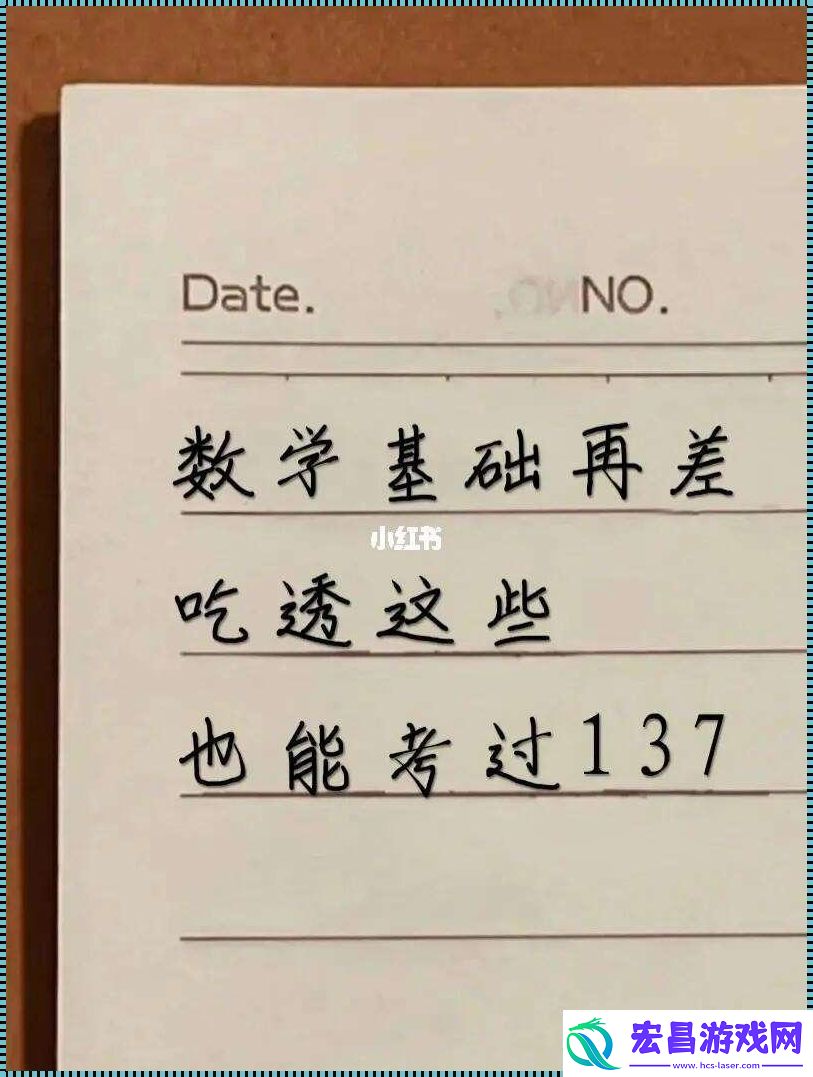 Date. NO.
数学基础再差
小红书
吃透这些
也能考过137
宏昌游戏网
www.hcs-laser.com